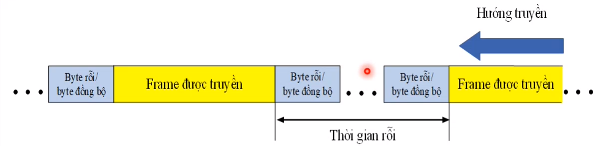 Hướng truyền
Byte rỗi/
byte đồng bộ
Frame được truyền
Byte rỗi/
byte đồng bộ
Byte rỗi/
byte đồng bộ
Frame được truyền
Thời gian rỗi